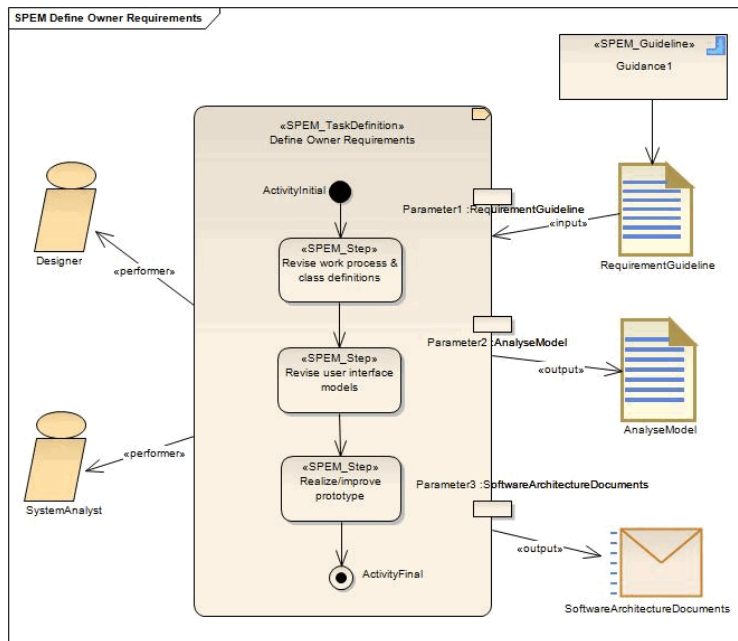 SPEM Define Owner Requirements
«SPEM_Guideline»
Guidance1
«SPEM_TaskDefinition»
Define Owner Requirements
ActivityInitial
Parameter1 :RequirementGuideline
«input»
RequirementGuideline
Designer
«performer»
«SPEM_Step»
Revise work process &
class definitions
Parameter2 :AnalyseModel
«output»
AnalyseModel
«SPEM_Step»
Revise user interface
models
SystemAnalyst
«performer»
«SPEM_Step»
Realize/improve
prototype
Parameter3 :SoftwareArchitectureDocuments
«output»
SoftwareArchitectureDocuments
ActivityFinal